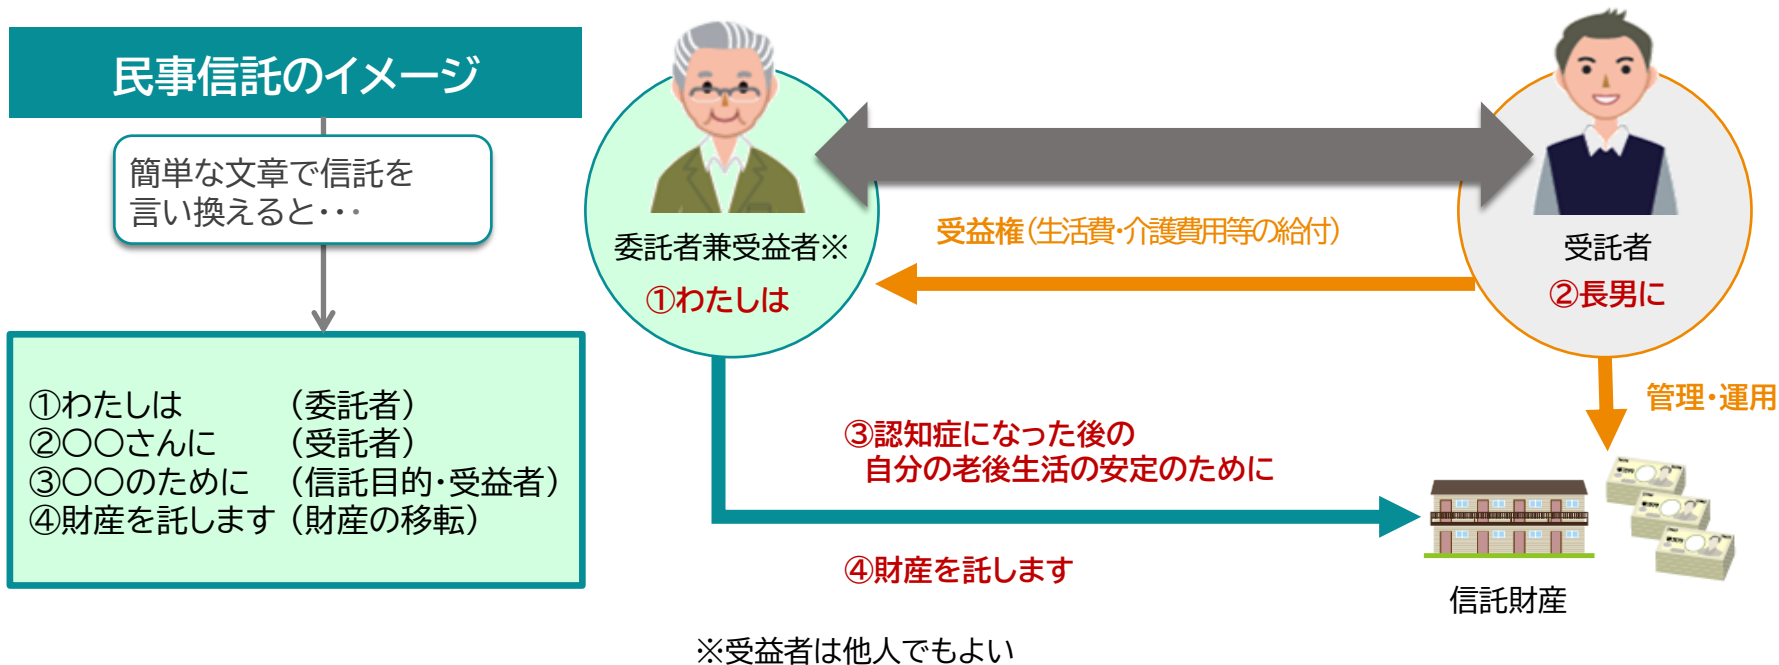 民事信託のイメージ
簡単な文章で信託を
言い換えると・・・
①わたしは （委託者）
②〇〇さんに （受託者）
③〇〇のために （信託目的・受益者）
④財産を託します （財産の移転）
委託者兼受益者※
①わたしは
受益権（生活費・介護費用等の給付）
受託者
②長男に
管理・運用
③認知症になった後の
自分の老後生活の安定のために
④財産を託します
信託財産
※受益者は他人でもよい